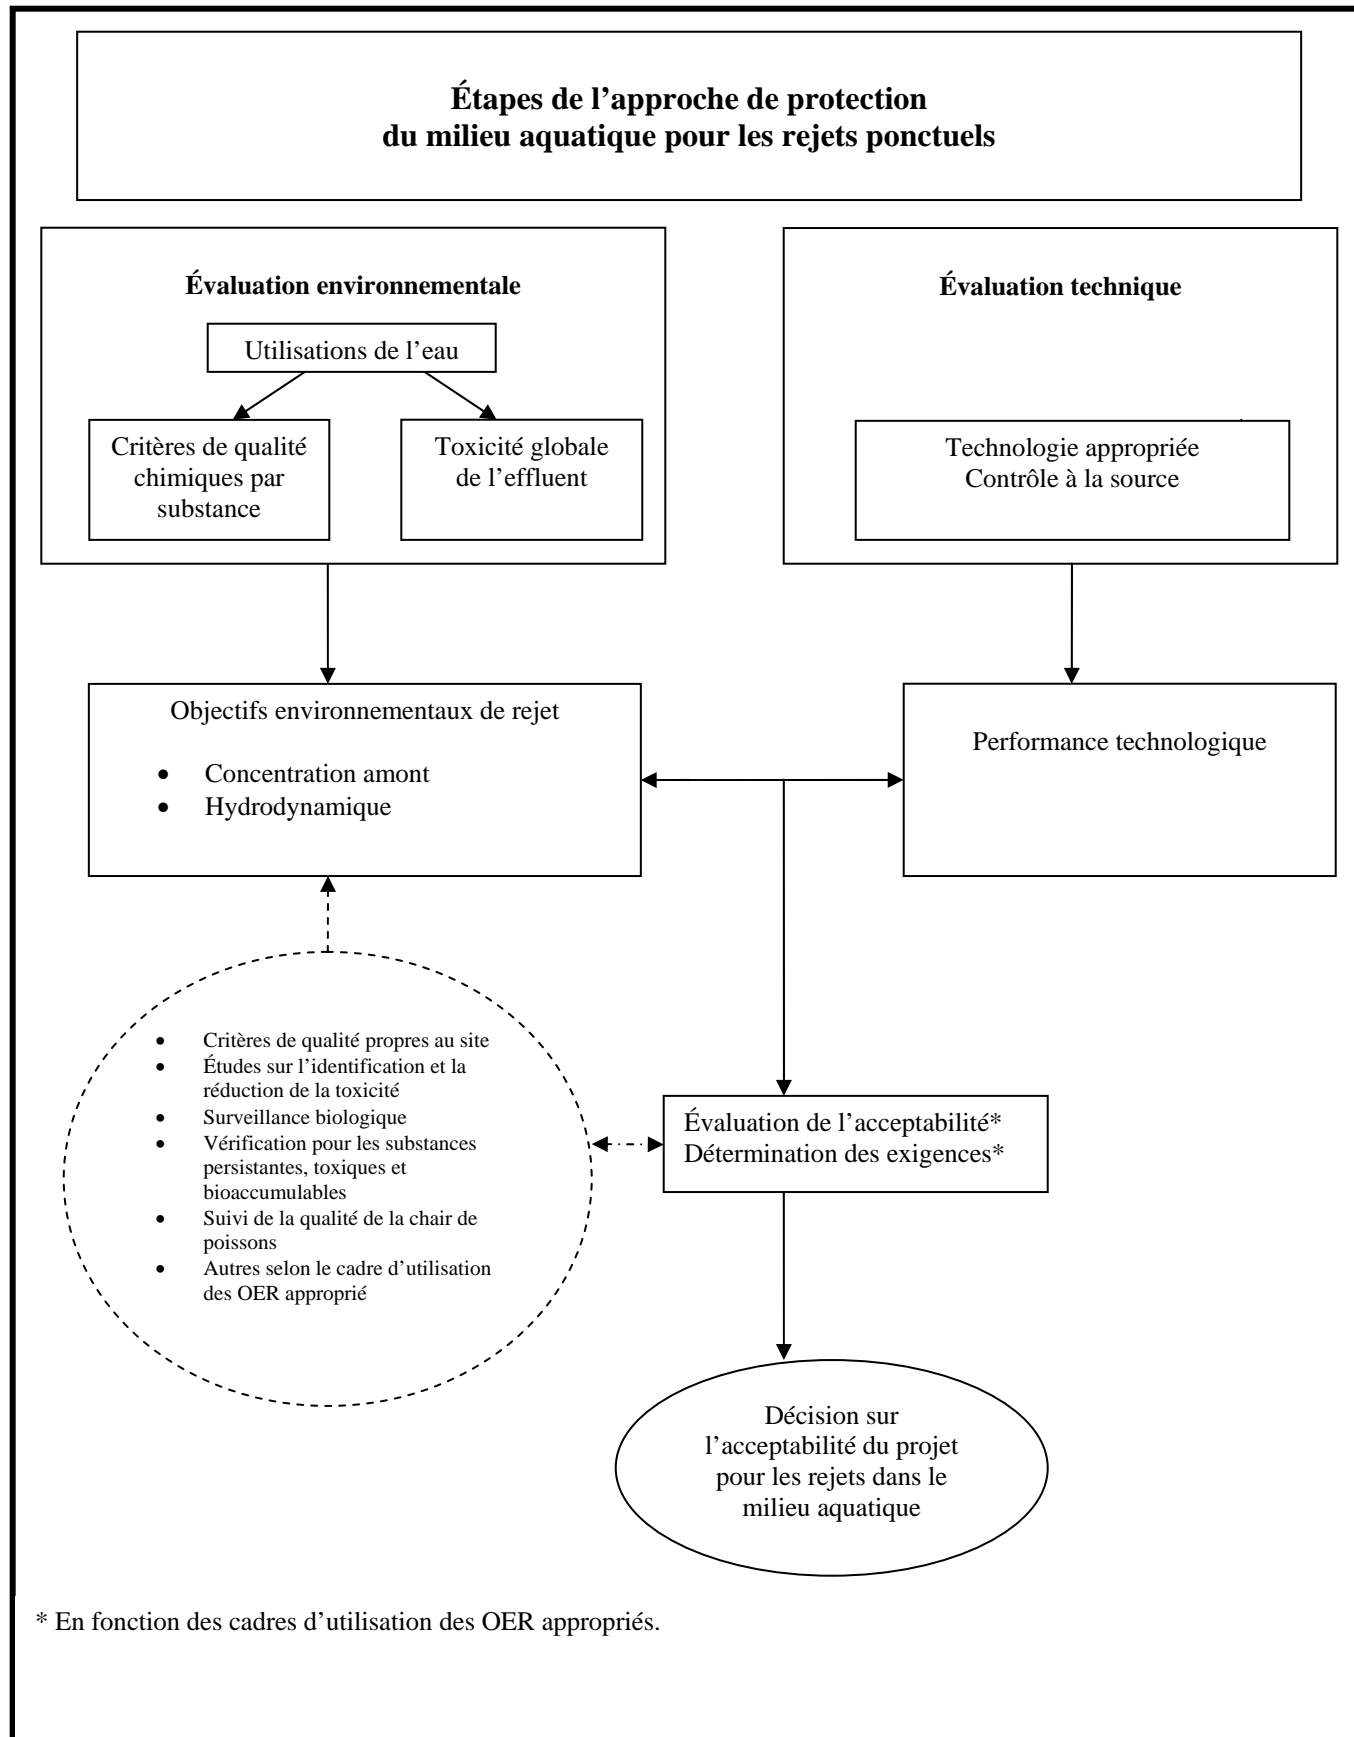 Étapes de l’approche de protection
du milieu aquatique pour les rejets ponctuels
Évaluation environnementale
Utilisations de l’eau
Critères de qualité
chimiques par
substance
Toxicité globale
de l’effluent
Évaluation technique
Technologie appropriée
Contrôle à la source
Objectifs environnementaux de rejet
• Concentration amont
• Hydrodynamique
Performance technologique
• Critères de qualité propres au site
• Études sur l’identification et la
réduction de la toxicité
• Surveillance biologique
• Vérification pour les substances
persistantes, toxiques et
bioaccumulables
• Suivi de la qualité de la chair de
poissons
• Autres selon le cadre d’utilisation
des OER approprié
Évaluation de l’acceptabilité*
Détermination des exigences*
Décision sur
l’acceptabilité du projet
pour les rejets dans le
milieu aquatique
* En fonction des cadres d’utilisation des OER appropriés.